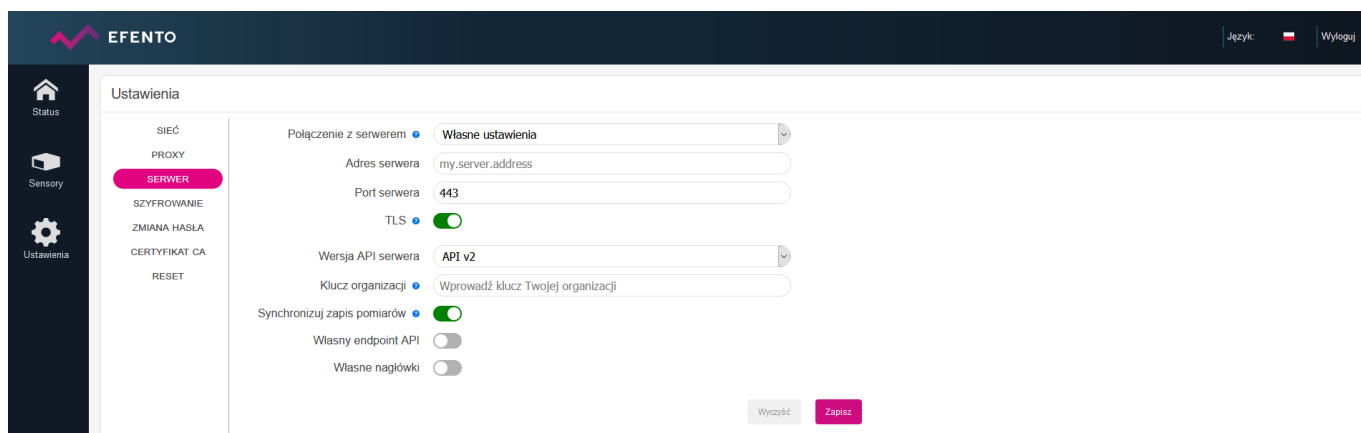 EFENTO
Język:
Wyloguj
Status
Sensory
Ustawienia
Ustawienia
SIEĆ
PROXY
SERWER
SZYFROWANIE
ZMIANA HASŁA
CERTYFIKAT CA
RESET
Połączenie z serwerem ? Własne ustawienia
Adres serwera my.server.address
Port serwera 443
TLS ?
Wersja API serwera API v2
Klucz organizacji ? Wprowadź klucz Twojej organizacji
Synchronizuj zapis pomiarów ?
Własny endpoint API
Własne nagłówki
Wyczyść Zapisz